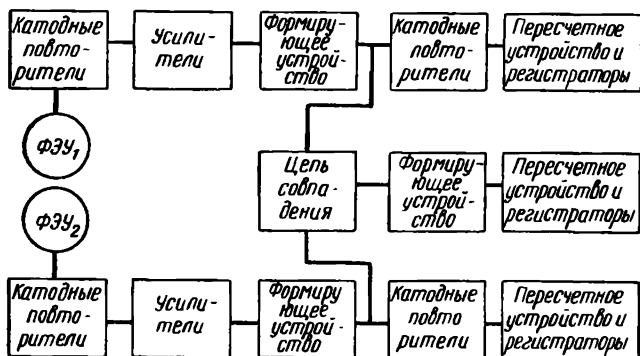 Катодные
повто-
рители
Усили-
тели
Формиру-
ющее
устрой-
ство
Катодные
повто-
рители
Пересчетное
устройство и
регистраторы
ФЭУ1
Цепь
совпа-
дения
Формиру-
ющее
устрой-
ство
Пересчетное
устройство и
регистраторы
ФЭУ2
Катодные
повто-
рители
Усили-
тели
Формиру
ющее
устрой-
ство
Катодные
повто
рители
Пересчетное
устройство и
регистраторы